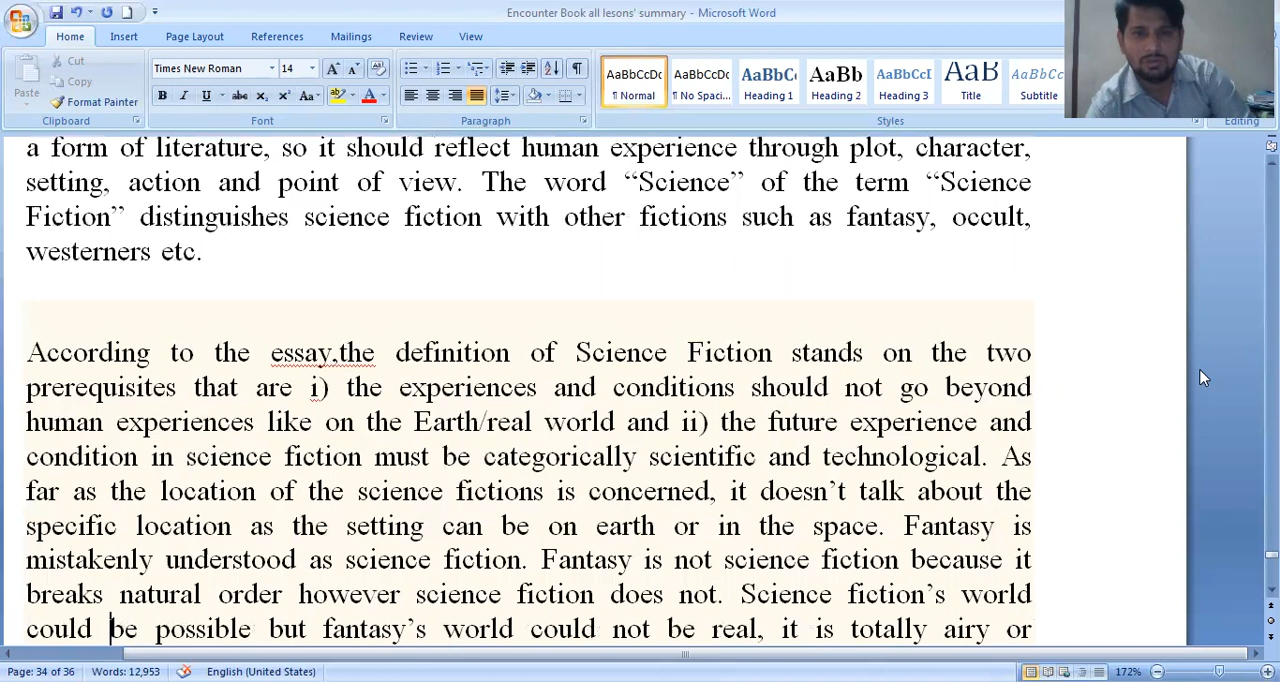 Encounter Book all lesons' summary - Microsoft Word
Home Insert Page Layout References Mailings Review View
Cut
Copy
Paste
Format Painter
Clipboard
Times New Roman 14
Font
Paragraph
AaBbCcDc AaBbCcDc AaBbC AaBb AaBbCcI AaB AaBbCcL
¶ Normal ¶ No Spaci... Heading 1 Heading 2 Heading 3 Title Subtitle
Styles
Editing
a form of literature, so it should reflect human experience through plot, character,
setting, action and point of view. The word “Science” of the term “Science
Fiction” distinguishes science fiction with other fictions such as fantasy, occult,
westerners etc.
According to the essay,the definition of Science Fiction stands on the two
prerequisites that are i) the experiences and conditions should not go beyond
human experiences like on the Earth/real world and ii) the future experience and
condition in science fiction must be categorically scientific and technological. As
far as the location of the science fictions is concerned, it doesn’t talk about the
specific location as the setting can be on earth or in the space. Fantasy is
mistakenly understood as science fiction. Fantasy is not science fiction because it
breaks natural order however science fiction does not. Science fiction’s world
could be possible but fantasy’s world could not be real, it is totally airy or
Page: 34 of 36 Words: 12,953 English (United States) 172%